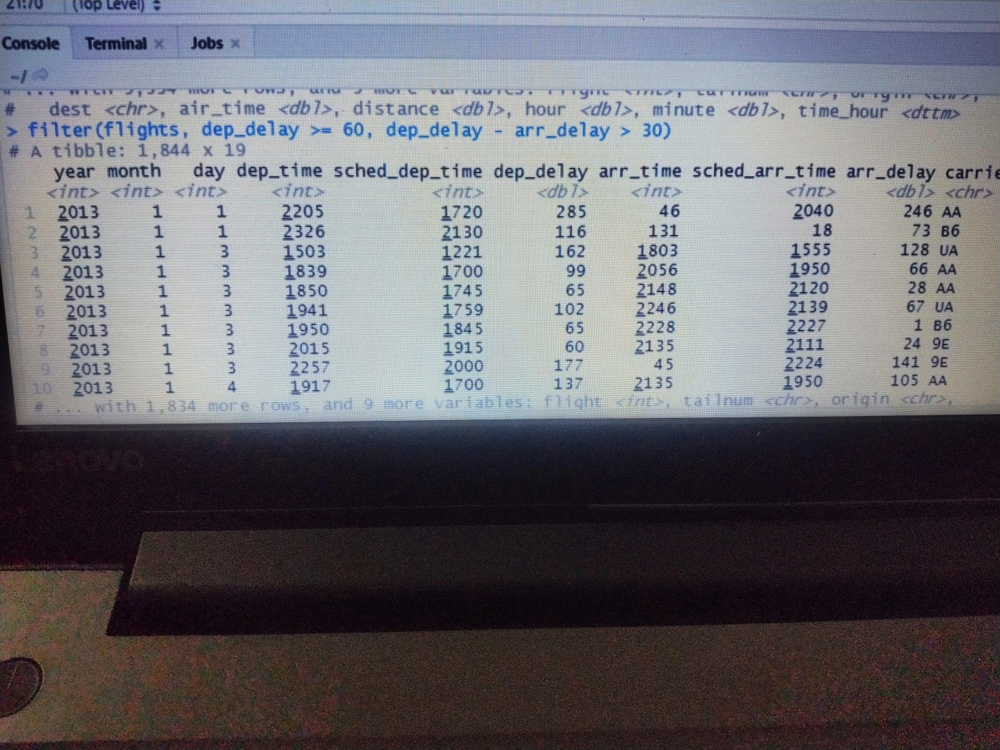 21:70 (Top Level)
Console Terminal × Jobs ×
~/
# ... with 9,334 more rows, and 9 more variables: flight <int>, tailnum <chr>, origin <chr>,
# dest <chr>, air_time <dbl>, distance <dbl>, hour <dbl>, minute <dbl>, time_hour <dttm>
> filter(flights, dep_delay >= 60, dep_delay - arr_delay > 30)
# A tibble: 1,844 x 19
year month day dep_time sched_dep_time dep_delay arr_time sched_arr_time arr_delay carrie
<int> <int> <int> <int> <int> <dbl> <int> <int> <dbl> <chr>
1 2013 1 1 2205 1720 285 46 2040 246 AA
2 2013 1 1 2326 2130 116 131 18 73 B6
3 2013 1 3 1503 1221 162 1803 1555 128 UA
4 2013 1 3 1839 1700 99 2056 1950 66 AA
5 2013 1 3 1850 1745 65 2148 2120 28 AA
6 2013 1 3 1941 1759 102 2246 2139 67 UA
7 2013 1 3 1950 1845 65 2228 2227 1 B6
8 2013 1 3 2015 1915 60 2135 2111 24 9E
9 2013 1 3 2257 2000 177 45 2224 141 9E
10 2013 1 4 1917 1700 137 2135 1950 105 AA
# ... with 1,834 more rows, and 9 more variables: flight <int>, tailnum <chr>, origin <chr>,
Lenovo